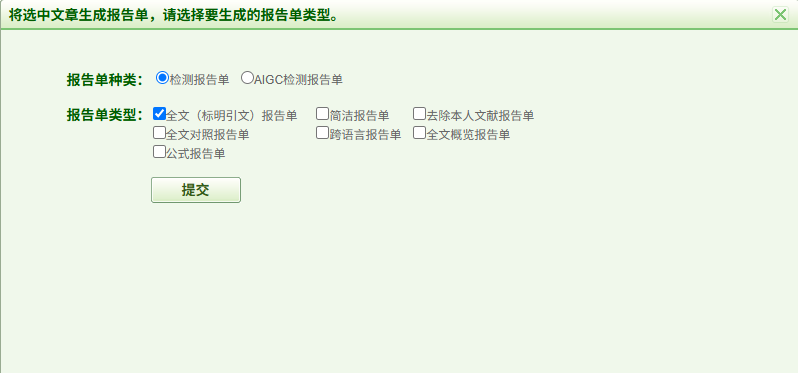 将选中文章生成报告单，请选择要生成的报告单类型。
报告单种类： 检测报告单 AIGC检测报告单
报告单类型： 全文（标明引文）报告单 简洁报告单 去除本人文献报告单
全文对照报告单 跨语言报告单 全文概览报告单
公式报告单
提交